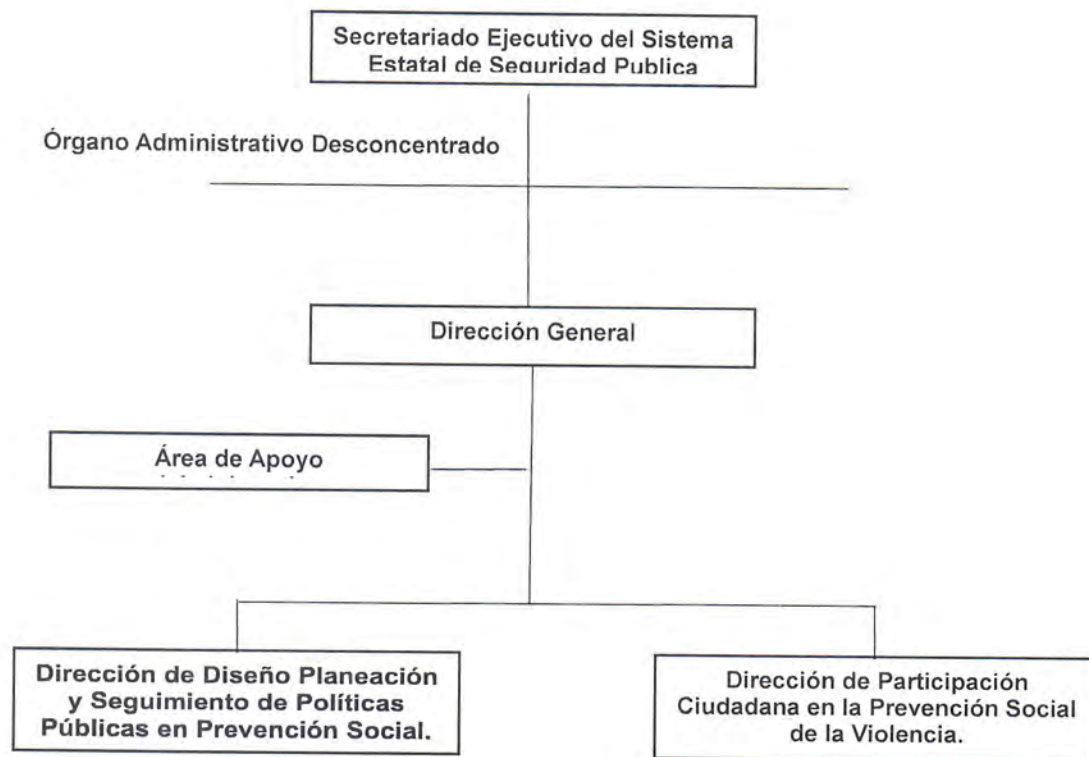 Secretariado Ejecutivo del Sistema
Estatal de Seguridad Publica
Órgano Administrativo Desconcentrado
Dirección General
Área de Apoyo
Dirección de Diseño Planeación
y Seguimiento de Políticas
Públicas en Prevención Social.
Dirección de Participación
Ciudadana en la Prevención Social
de la Violencia.